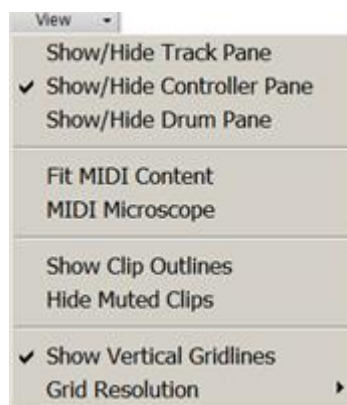 View
Show/Hide Track Pane
Show/Hide Controller Pane
Show/Hide Drum Pane
Fit MIDI Content
MIDI Microscope
Show Clip Outlines
Hide Muted Clips
Show Vertical Gridlines
Grid Resolution